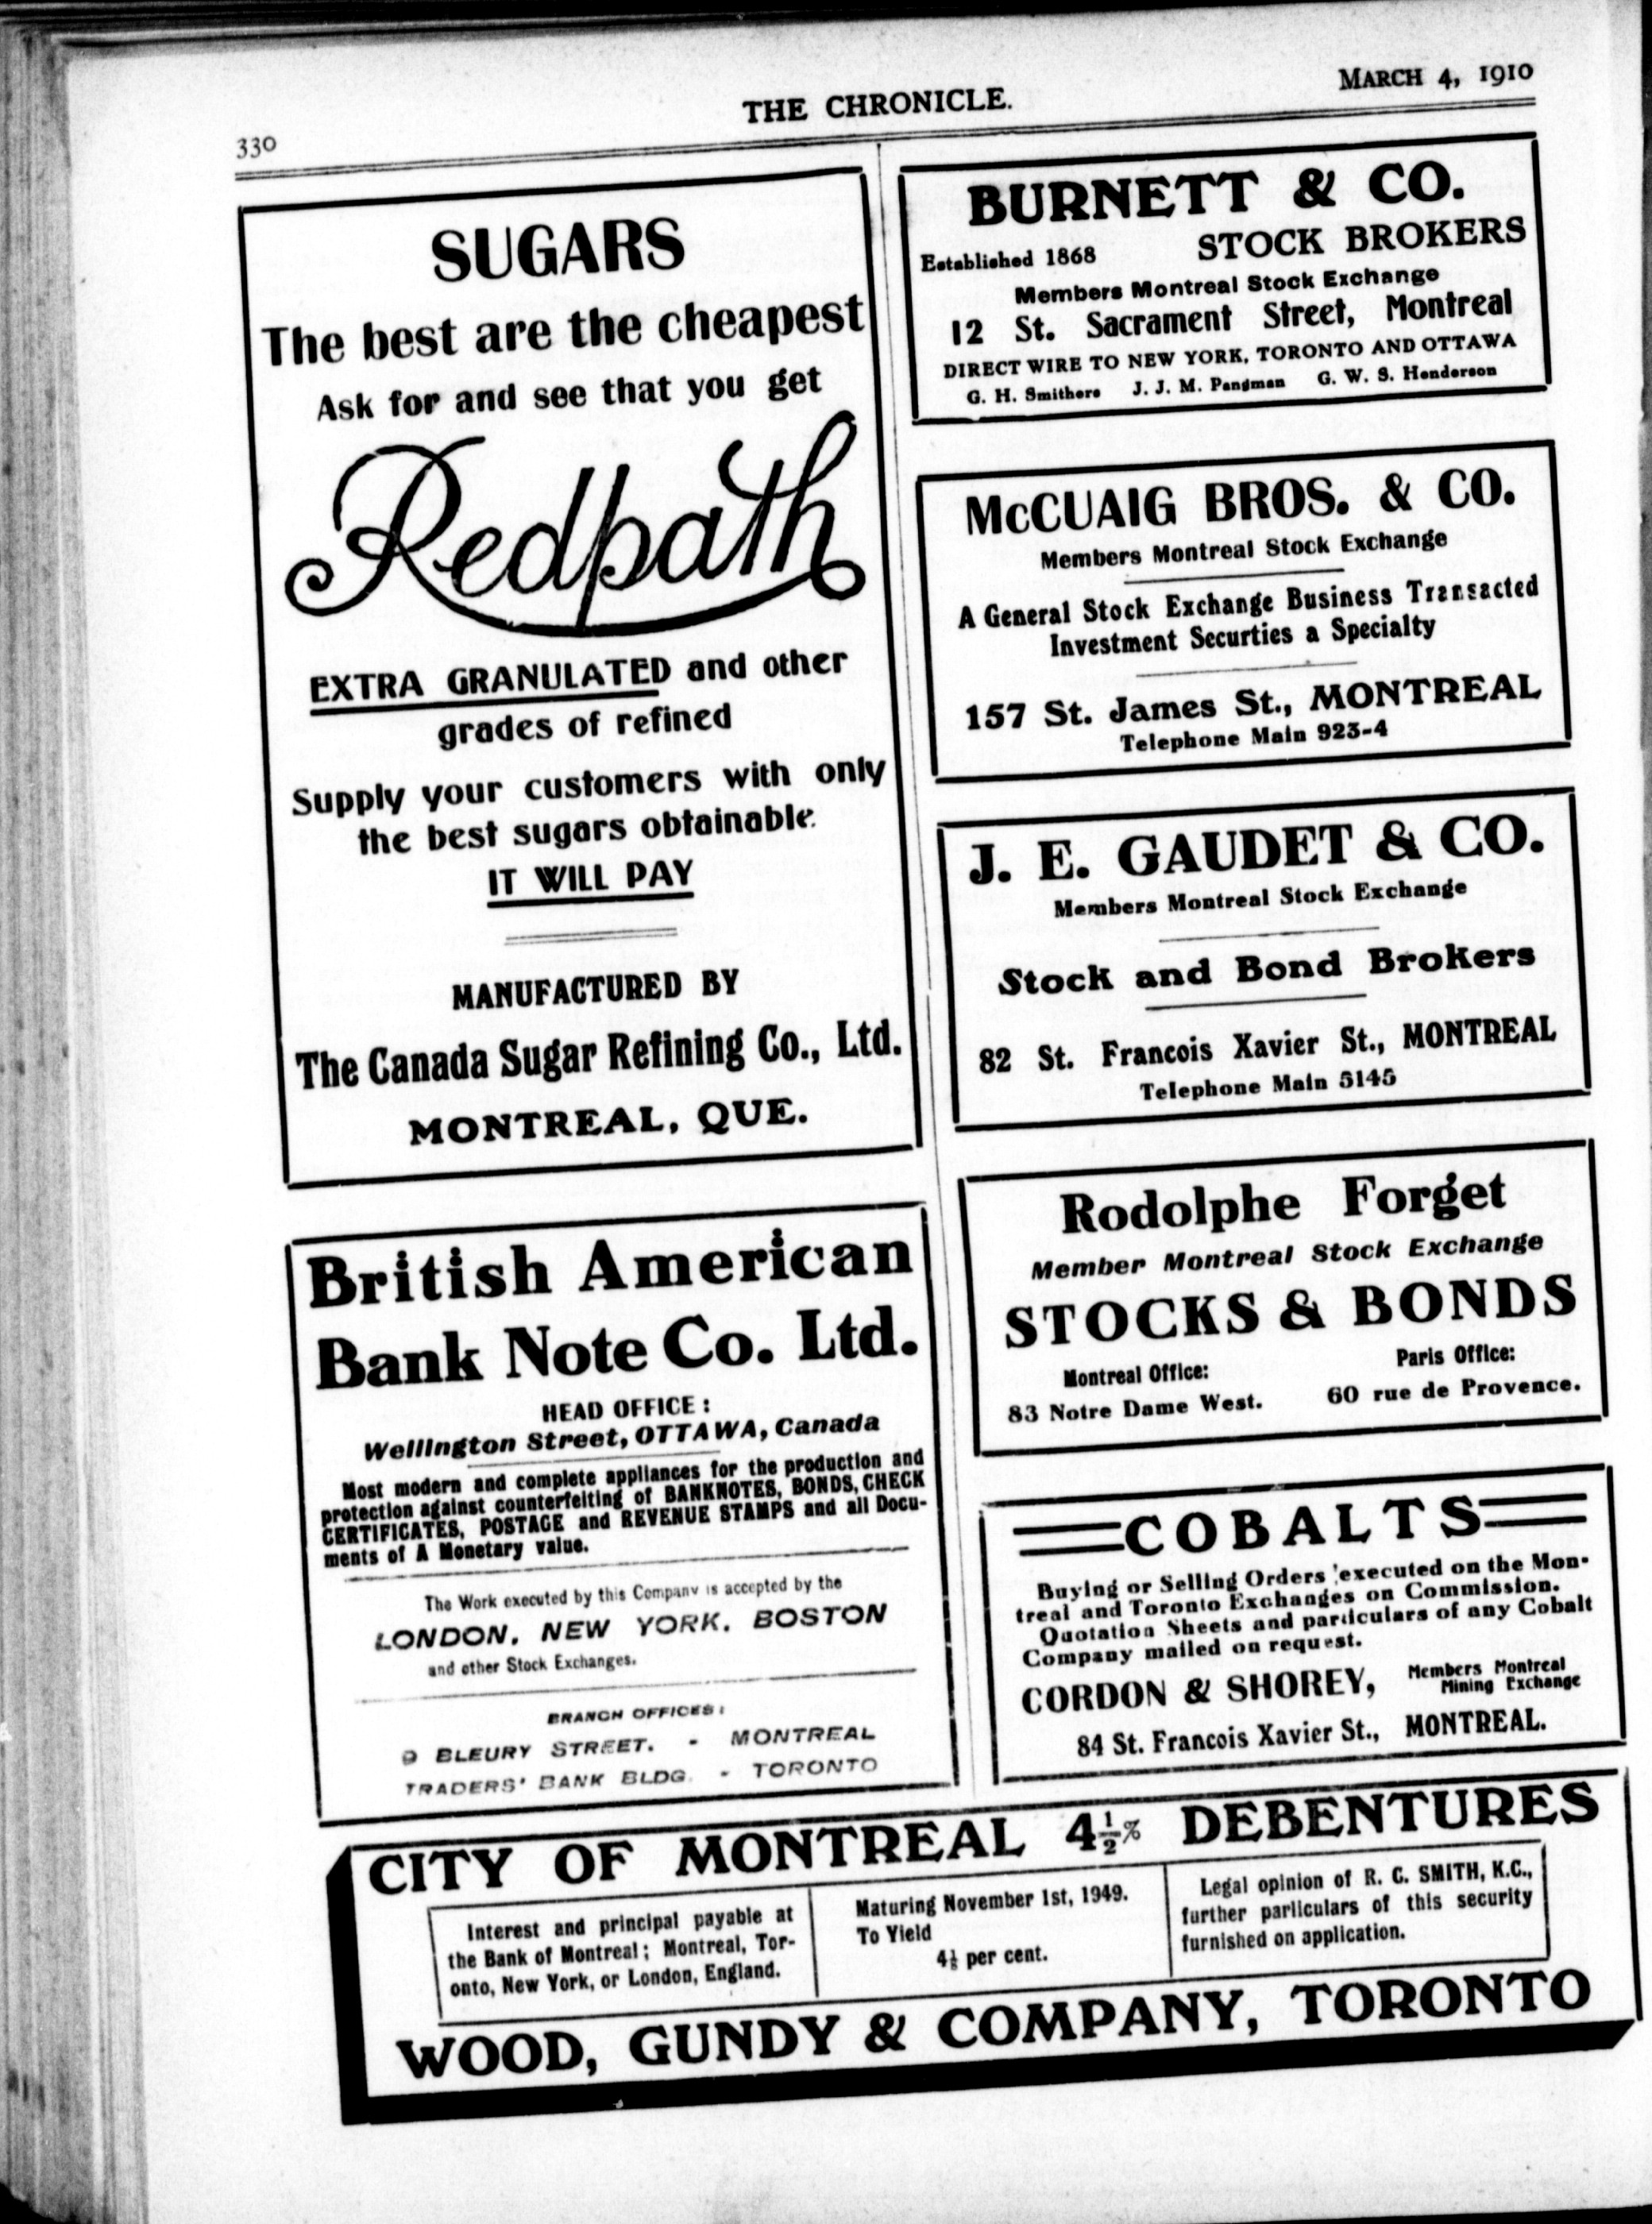 330
THE CHRONICLE.
MARCH 4, 1910
SUGARS
The best are the cheapest
Ask for and see that you get
Redpath
EXTRA GRANULATED and other
grades of refined
Supply your customers with only
the best sugars obtainable.
IT WILL PAY
MANUFACTURED BY
The Canada Sugar Refining Co., Ltd.
MONTREAL, QUE.
British American
Bank Note Co. Ltd.
HEAD OFFICE:
Wellington Street, OTTAWA, Canada
Most modern and complete appliances for the production and
protection against counterfeiting of BANKNOTES, BONDS, CHECK
CERTIFICATES, POSTAGE and REVENUE STAMPS and all Docu-
ments of A Monetary value.
The Work executed by this Company is accepted by the
LONDON, NEW YORK, BOSTON
and other Stock Exchanges.
BRANCH OFFICES:
9 BLEURY STREET. - MONTREAL
TRADERS' BANK BLDG. - TORONTO
BURNETT & CO.
Established 1868 STOCK BROKERS
Members Montreal Stock Exchange
12 St. Sacrament Street, Montreal
DIRECT WIRE TO NEW YORK, TORONTO AND OTTAWA
G. H. Smithers J. J. M. Pangman G. W. S. Henderson
McCUAIG BROS. & CO.
Members Montreal Stock Exchange
A General Stock Exchange Business Transacted
Investment Securties a Specialty
157 St. James St., MONTREAL
Telephone Main 923-4
J. E. GAUDET & CO.
Members Montreal Stock Exchange
Stock and Bond Brokers
82 St. Francois Xavier St., MONTREAL
Telephone Main 5145
Rodolphe Forget
Member Montreal Stock Exchange
STOCKS & BONDS
Montreal Office: Paris Office:
83 Notre Dame West. 60 rue de Provence.
COBALTS
Buying or Selling Orders executed on the Mon-
treal and Toronto Exchanges on Commission.
Quotation Sheets and particulars of any Cobalt
Company mailed on request.
CORDON & SHOREY, Members Montreal
Mining Exchange
84 St. Francois Xavier St., MONTREAL.
CITY OF MONTREAL 4½% DEBENTURES
Interest and principal payable at
the Bank of Montreal; Montreal, Tor-
onto, New York, or London, England.
Maturing November 1st, 1949.
To Yield
per cent.
Legal opinion of R. C. SMITH, K.C.,
further particulars of this security
furnished on application.
WOOD, GUNDY & COMPANY, TORONTO